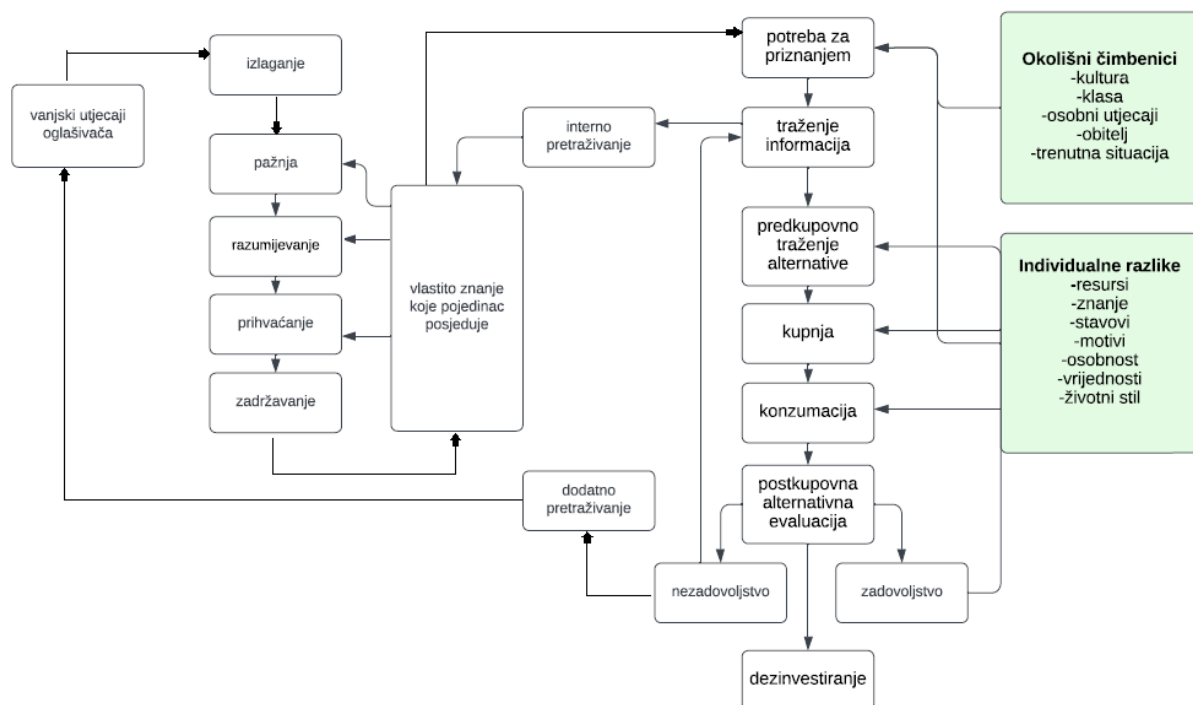 vanjski utjecaji
oglašivača
izlaganje
pažnja
razumijevanje
prihvaćanje
zadržavanje
vlastito znanje
koje pojedinac
posjeduje
interno
pretraživanje
dodatno
pretraživanje
potreba za
priznanjem
traženje
informacija
predkupovno
traženje
alternative
kupnja
konzumacija
postkupovna
alternativna
evaluacija
nezadovoljstvo
zadovoljstvo
dezinvestiranje
Okolišni čimbenici
-kultura
-klasa
-osobni utjecaji
-obitelj
-trenutna situacija
Individualne razlike
-resursi
-znanje
-stavovi
-motivi
-osobnost
-vrijednosti
-životni stil